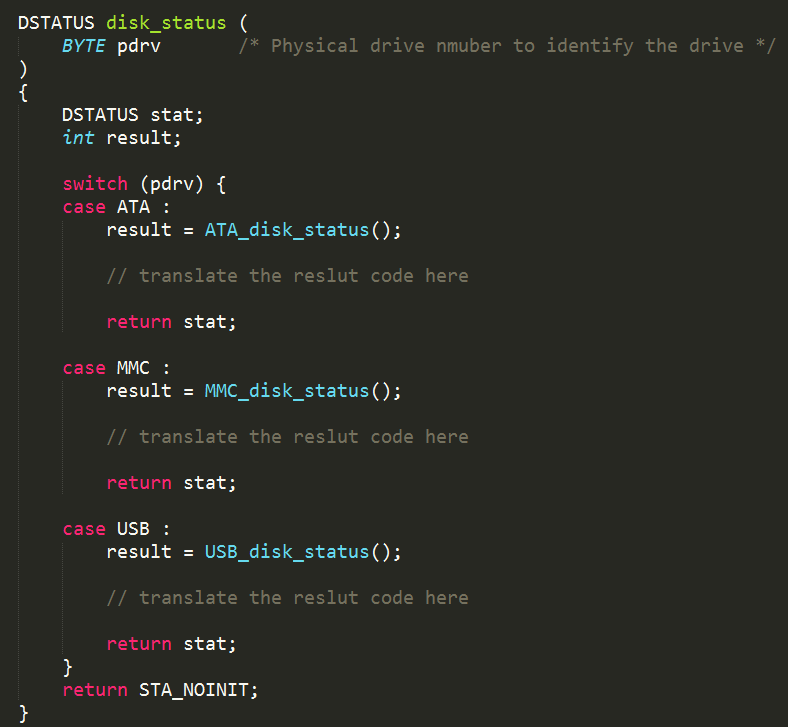 DSTATUS disk_status (
    BYTE pdrv       /* Physical drive nmuber to identify the drive */
)
{
    DSTATUS stat;
    int result;

    switch (pdrv) {
    case ATA :
        result = ATA_disk_status();

        // translate the reslut code here

        return stat;

    case MMC :
        result = MMC_disk_status();

        // translate the reslut code here

        return stat;

    case USB :
        result = USB_disk_status();

        // translate the reslut code here

        return stat;
    }
    return STA_NOINIT;
}